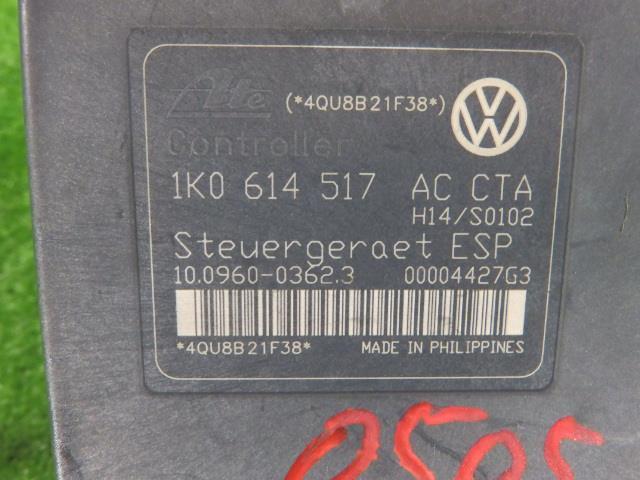 Ate (*4QU8B21F38*)
Controller
1K0 614 517 AC CTA
H14/S0102
Steuergeraet ESP
10.0960-0362.3 00004427G3
*4QU8B21F38* MADE IN PHILIPPINES